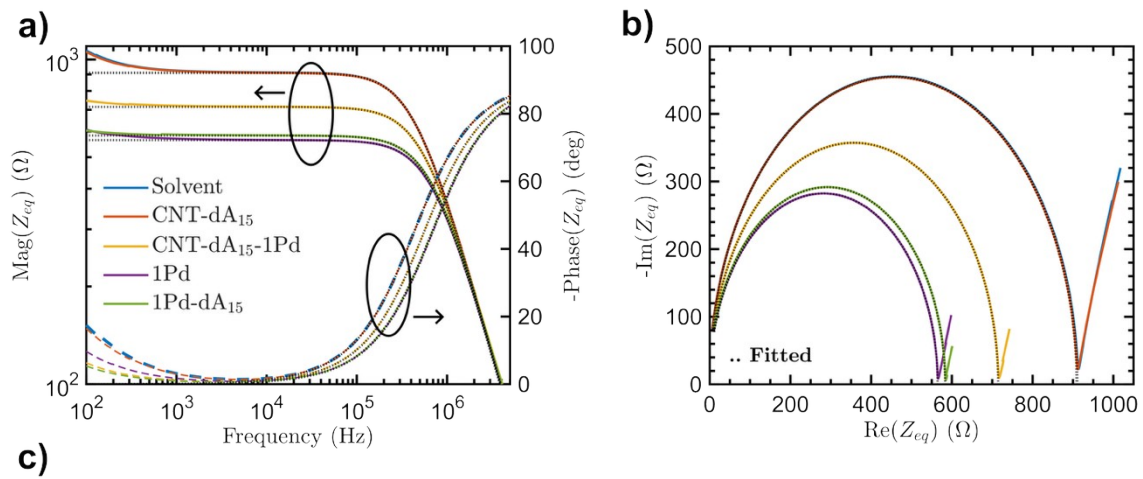 a)
10³
10²
Mag(Z_eq) (Ω)
Solvent
CNT-dA₁₅
CNT-dA₁₅-1Pd
1Pd
1Pd-dA₁₅
100
80
60
40
20
0
-Phase(Z_eq) (deg)
10² 10³ 10⁴ 10⁵ 10⁶
Frequency (Hz)
b)
500
400
300
200
100
0
-Im(Z_eq) (Ω)
.. Fitted
0 200 400 600 800 1000
Re(Z_eq) (Ω)
c)